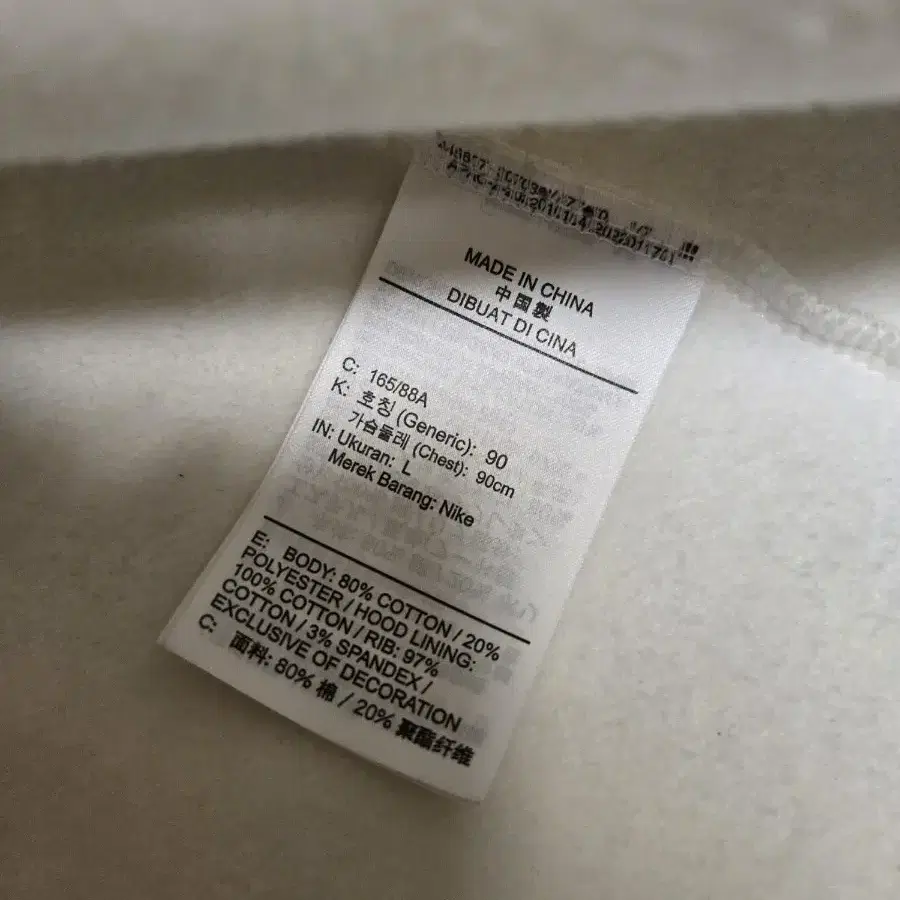 MADE IN CHINA
中国製
DIBUAT DI CINA
C: 165/88A
K: 호칭 (Generic): 90
가슴둘레 (Chest): 90cm
IN: Ukuran: L
Merek Barang: Nike
E: BODY: 80% COTTON / 20%
POLYESTER / HOOD LINING:
100% COTTON / RIB: 97%
COTTON / 3% SPANDEX /
EXCLUSIVE OF DECORATION
C: 面料: 80% 棉 / 20% 聚酯纤维